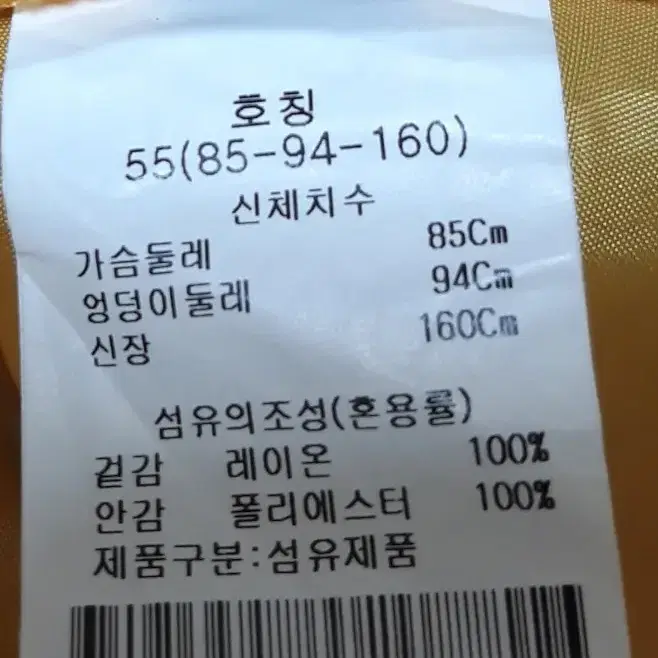 호칭
55(85-94-160)
신체치수
가슴둘레 85Cm
엉덩이둘레 94Cm
신장 160Cm
섬유의조성(혼용률)
겉감 레이온 100%
안감 폴리에스터 100%
제품구분:섬유제품